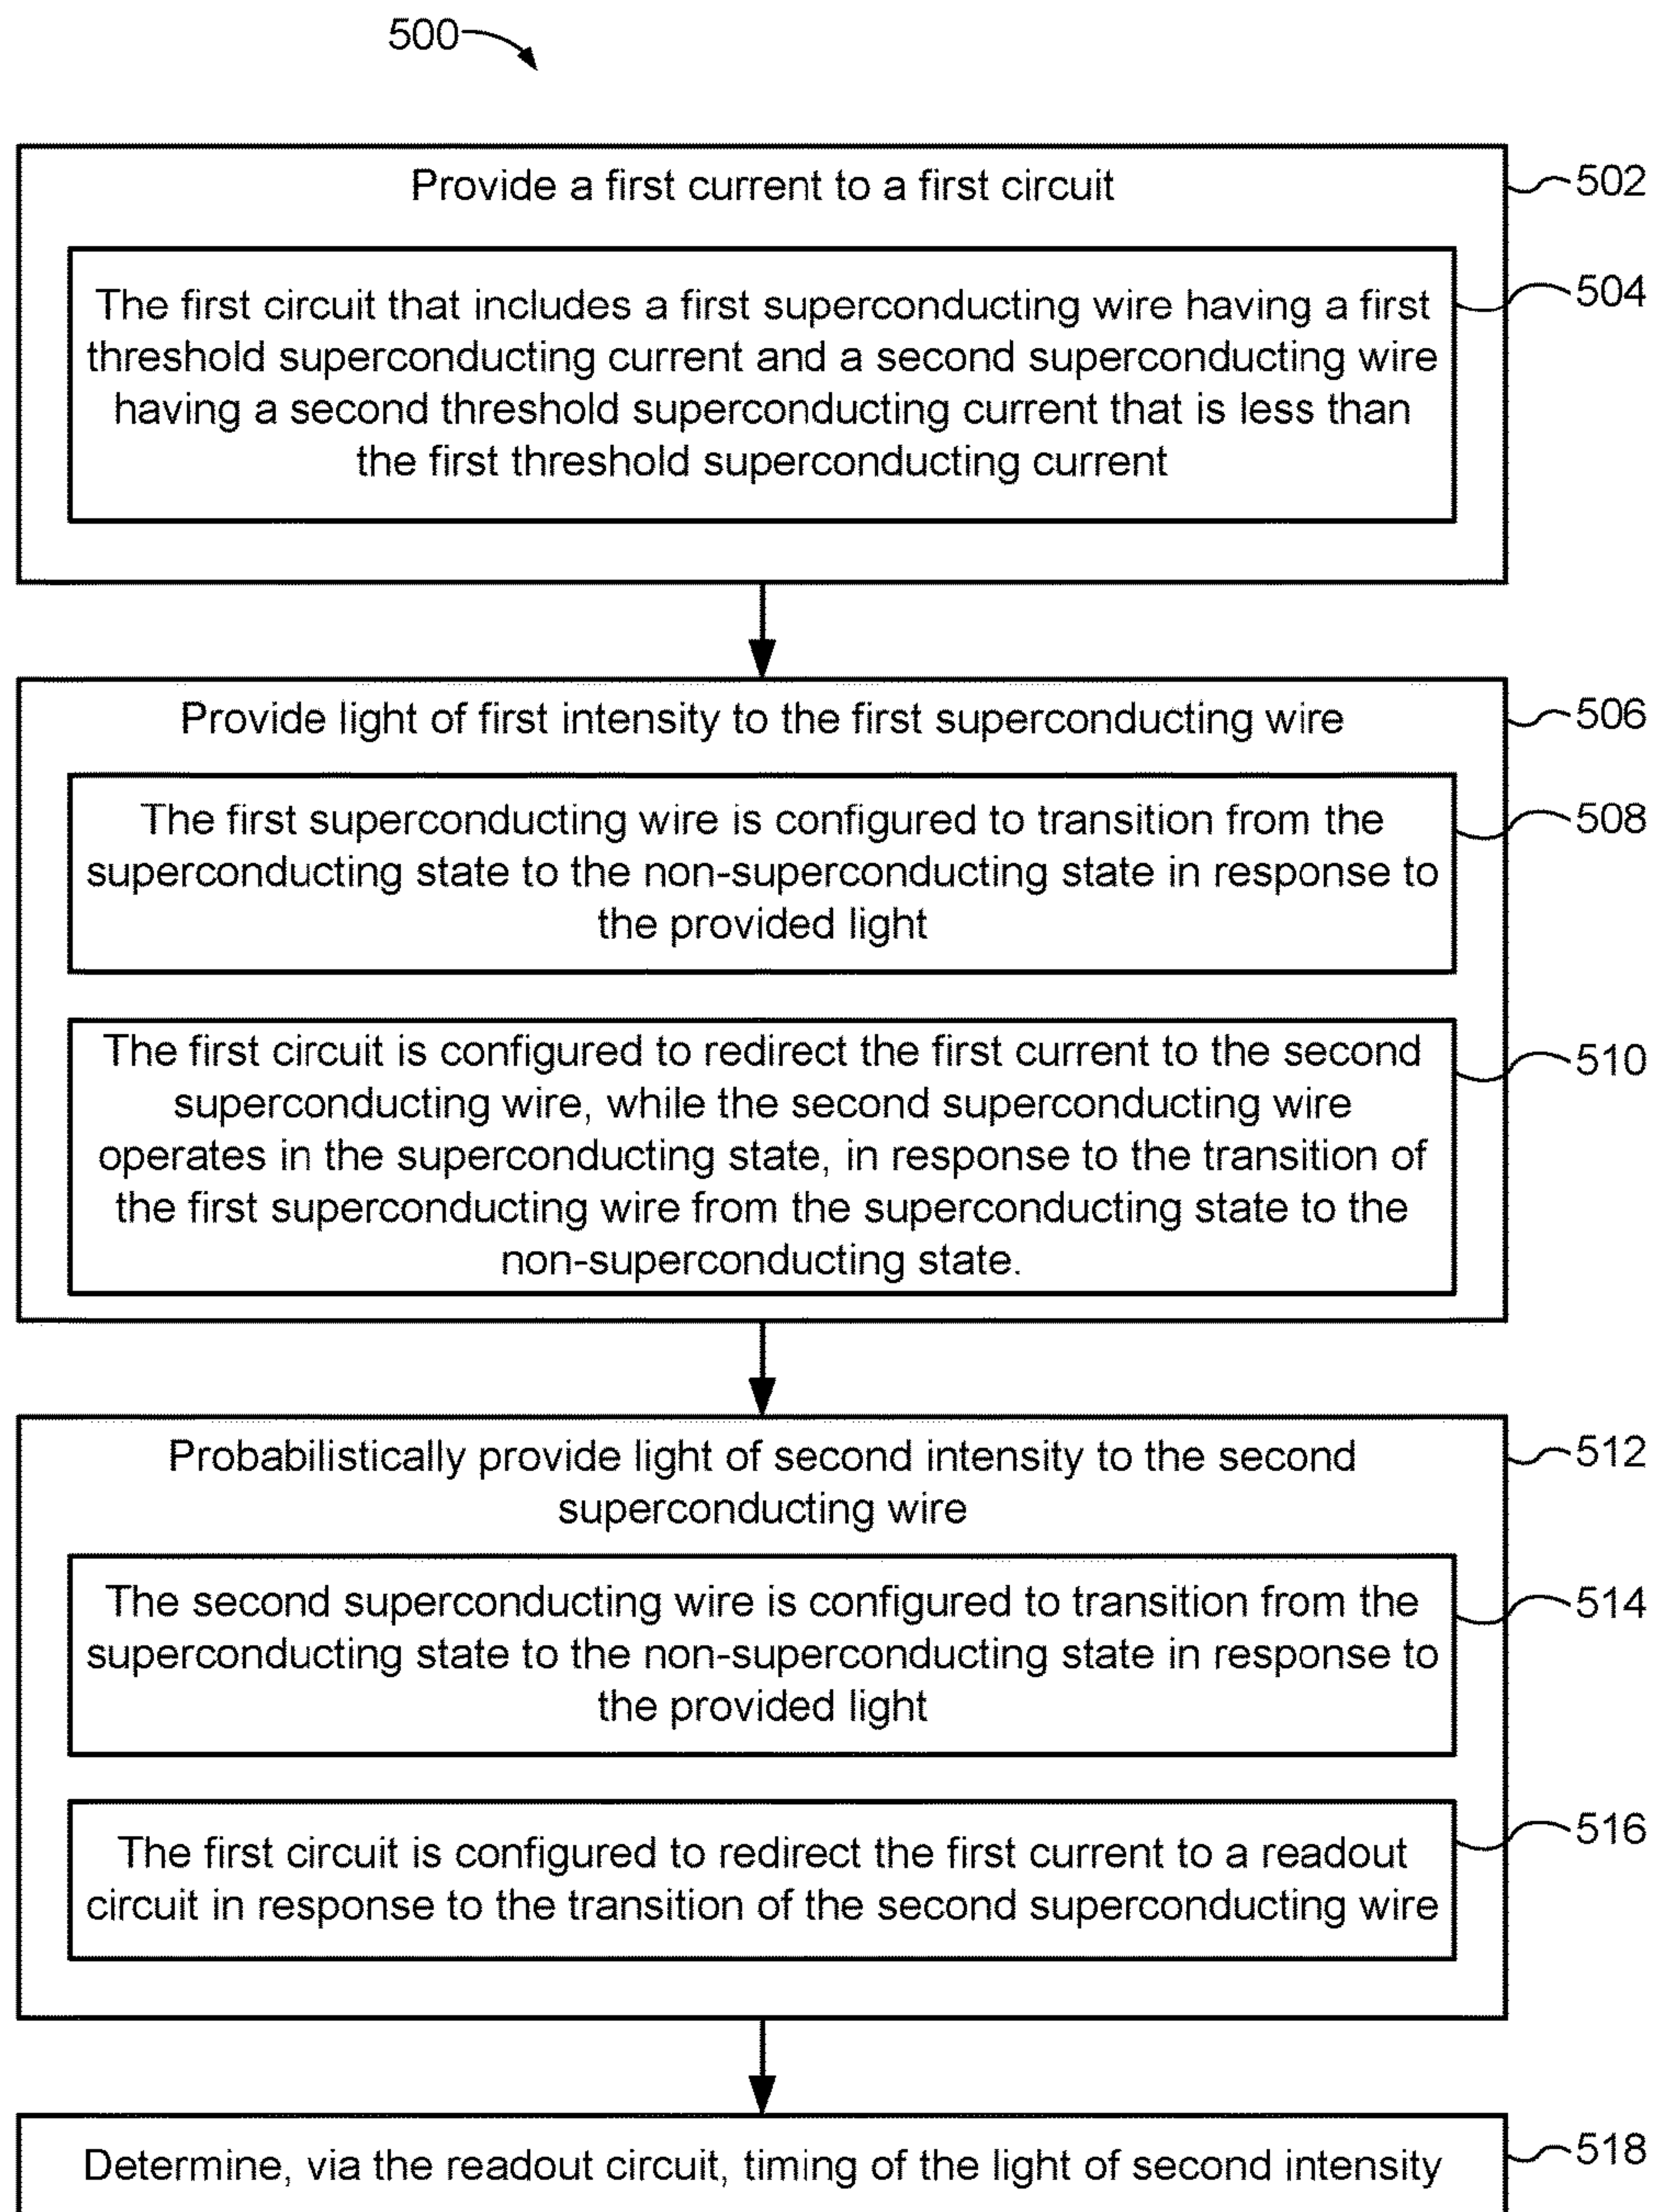 500
Provide a first current to a first circuit
502
The first circuit that includes a first superconducting wire having a first
threshold superconducting current and a second superconducting wire
having a second threshold superconducting current that is less than
the first threshold superconducting current
504
Provide light of first intensity to the first superconducting wire
506
The first superconducting wire is configured to transition from the
superconducting state to the non-superconducting state in response to
the provided light
508
The first circuit is configured to redirect the first current to the second
superconducting wire, while the second superconducting wire
operates in the superconducting state, in response to the transition of
the first superconducting wire from the superconducting state to the
non-superconducting state.
510
Probabilistically provide light of second intensity to the second
superconducting wire
512
The second superconducting wire is configured to transition from the
superconducting state to the non-superconducting state in response to
the provided light
514
The first circuit is configured to redirect the first current to a readout
circuit in response to the transition of the second superconducting wire
516
Determine, via the readout circuit, timing of the light of second intensity
518